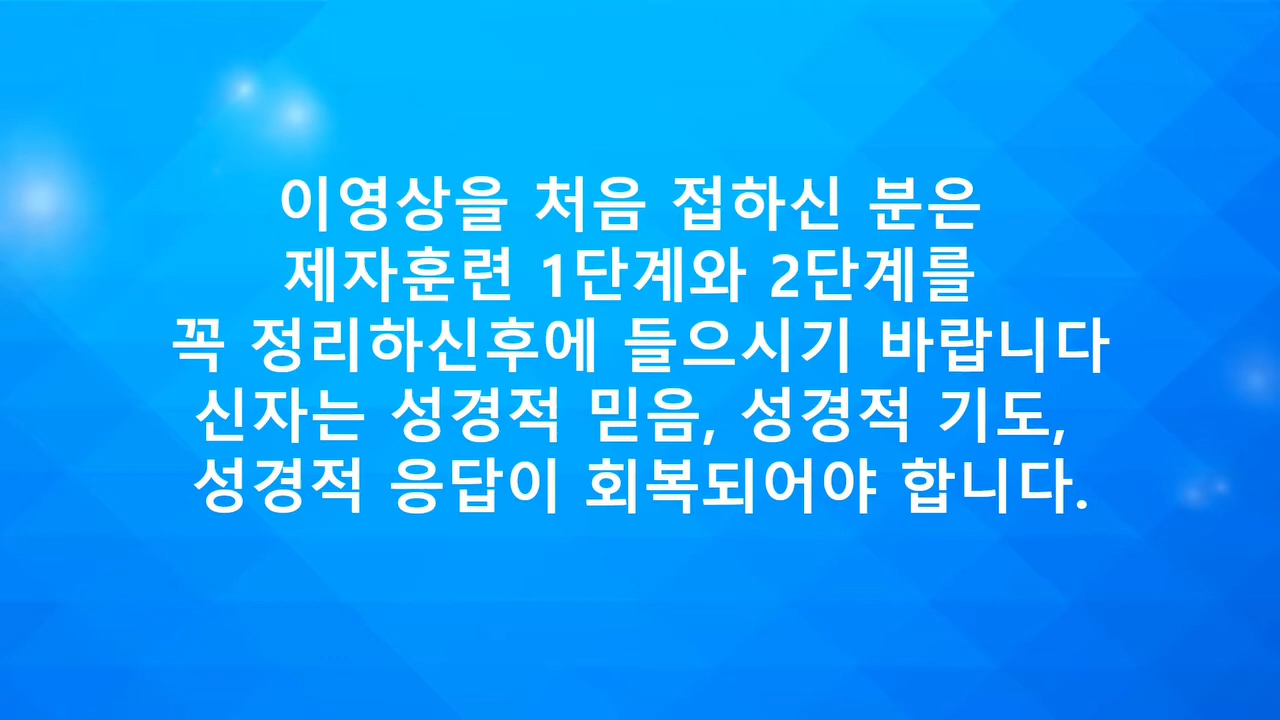 이영상을 처음 접하신 분은
제자훈련 1단계와 2단계를
꼭 정리하신후에 들으시기 바랍니다
신자는 성경적 믿음, 성경적 기도,
성경적 응답이 회복되어야 합니다.